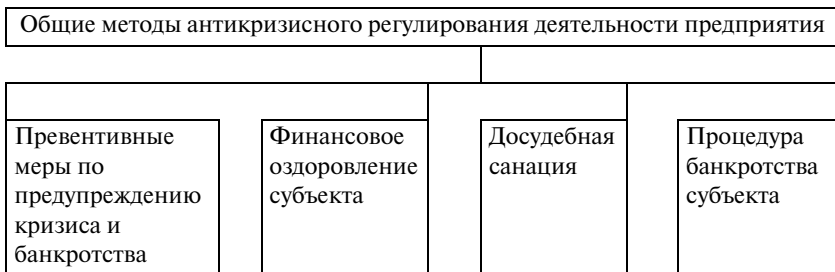 Общие методы антикризисного регулирования деятельности предприятия
Превентивные
меры по
предупреждению
кризиса и
банкротства
Финансовое
оздоровление
субъекта
Досудебная
санация
Процедура
банкротства
субъекта